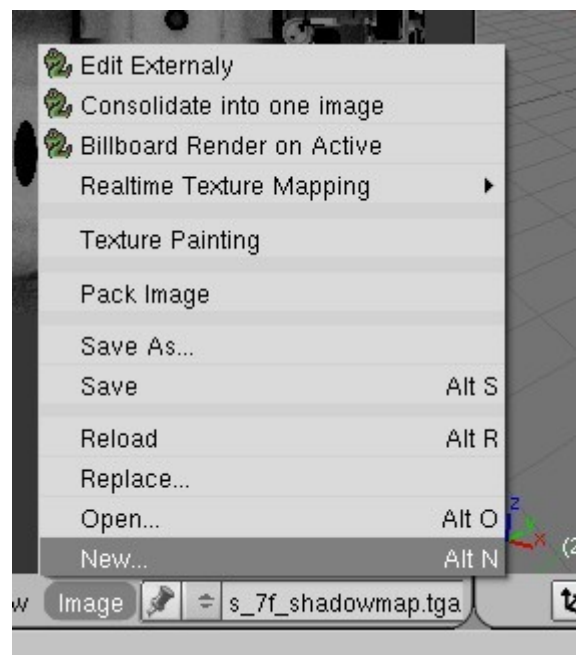 Edit Externaly
Consolidate into one image
Billboard Render on Active
Realtime Texture Mapping
Texture Painting
Pack Image
Save As...
Save Alt S
Reload Alt R
Replace...
Open... Alt O
New... Alt N
z
x (2
w Image s_7f_shadowmap.tga